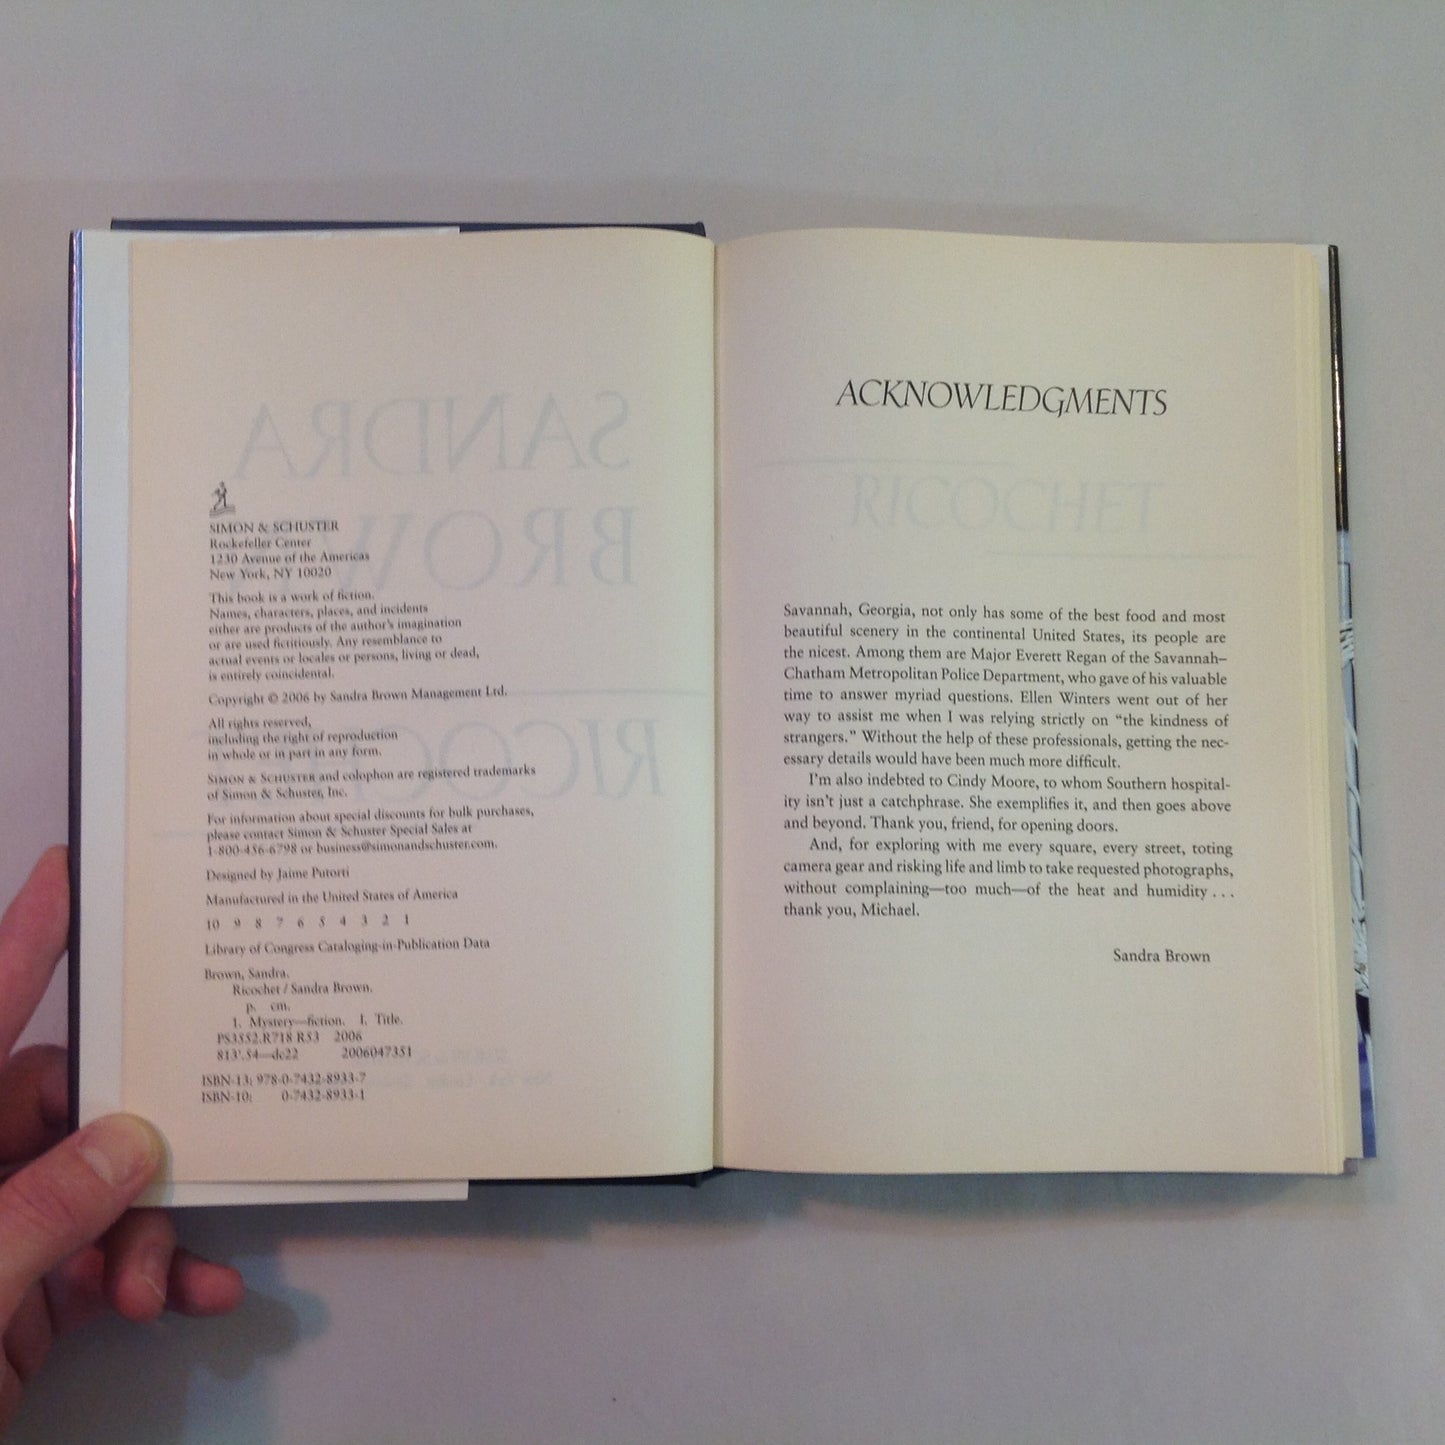 SIMON & SCHUSTER
Rockefeller Center
1230 Avenue of the Americas
New York, NY 10020
This book is a work of fiction.
Names, characters, places, and incidents
either are products of the author's imagination
or are used fictitiously. Any resemblance to
actual events or locales or persons, living or dead,
is entirely coincidental.
Copyright © 2006 by Sandra Brown Management Ltd.
All rights reserved,
including the right of reproduction
in whole or in part in any form.
SIMON & SCHUSTER and colophon are registered trademarks
of Simon & Schuster, Inc.
For information about special discounts for bulk purchases,
please contact Simon & Schuster Special Sales at
1-800-456-6798 or business@simonandschuster.com.
Designed by Jaime Putorti
Manufactured in the United States of America
10 9 8 7 6 5 4 3 2 1
Library of Congress Cataloging-in-Publication Data
Brown, Sandra.
Ricochet / Sandra Brown.
p. cm.
1. Mystery—fiction. I. Title.
PS3552.R718 R53 2006
813'.54—dc22 2006047351
ISBN-13: 978-0-7432-8933-7
ISBN-10: 0-7432-8933-1
ACKNOWLEDGMENTS
Savannah, Georgia, not only has some of the best food and most
beautiful scenery in the continental United States, its people are
the nicest. Among them are Major Everett Regan of the Savannah–
Chatham Metropolitan Police Department, who gave of his valuable
time to answer myriad questions. Ellen Winters went out of her
way to assist me when I was relying strictly on “the kindness of
strangers.” Without the help of these professionals, getting the nec-
essary details would have been much more difficult.
I'm also indebted to Cindy Moore, to whom Southern hospital-
ity isn't just a catchphrase. She exemplifies it, and then goes above
and beyond. Thank you, friend, for opening doors.
And, for exploring with me every square, every street, toting
camera gear and risking life and limb to take requested photographs,
without complaining—too much—of the heat and humidity . . .
thank you, Michael.
Sandra Brown